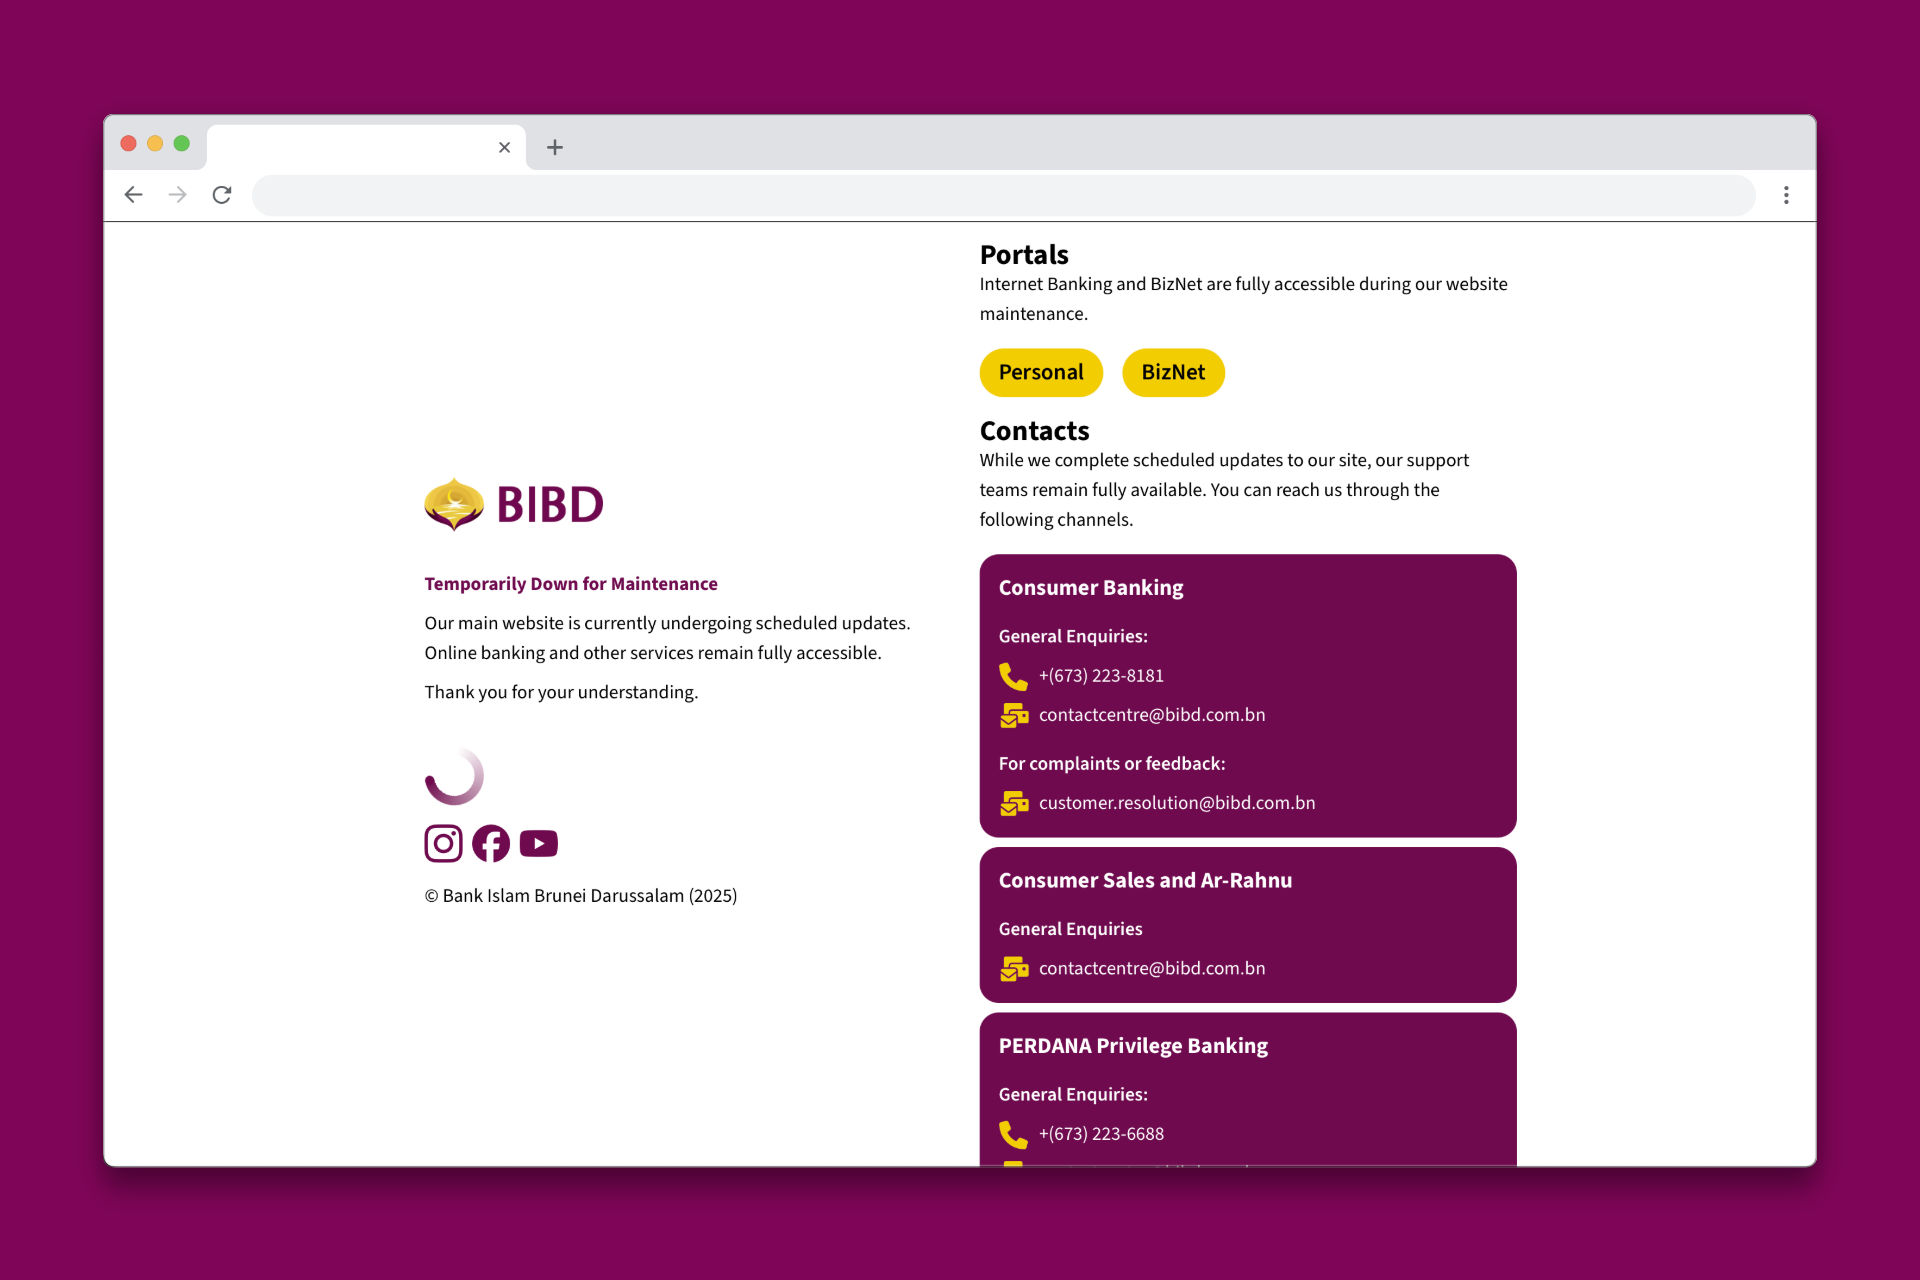 BIBD
Temporarily Down for Maintenance
Our main website is currently undergoing scheduled updates.
Online banking and other services remain fully accessible.
Thank you for your understanding.
© Bank Islam Brunei Darussalam (2025)
Portals
Internet Banking and BizNet are fully accessible during our website
maintenance.
Personal
BizNet
Contacts
While we complete scheduled updates to our site, our support
teams remain fully available. You can reach us through the
following channels.
Consumer Banking
General Enquiries:
+(673) 223-8181
contactcentre@bibd.com.bn
For complaints or feedback:
customer.resolution@bibd.com.bn
Consumer Sales and Ar-Rahnu
General Enquiries
contactcentre@bibd.com.bn
PERDANA Privilege Banking
General Enquiries:
+(673) 223-6688